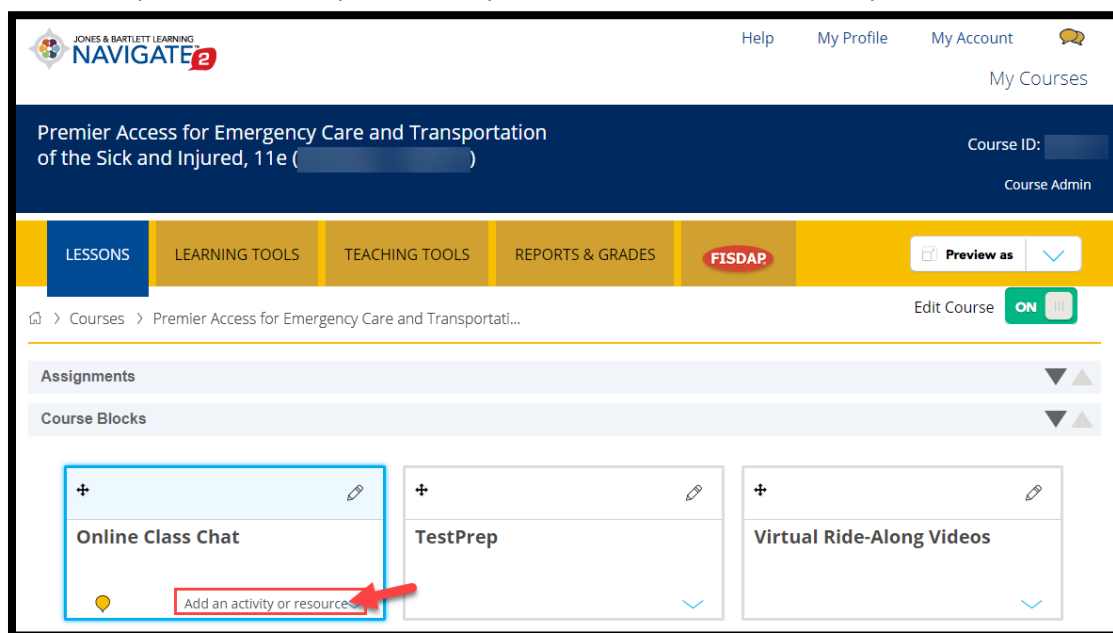 JONES & BARTLETT LEARNING
NAVIGATE 2
Help My Profile My Account
My Courses
Premier Access for Emergency Care and Transportation
of the Sick and Injured, 11e ( )
Course ID:
Course Admin
LESSONS LEARNING TOOLS TEACHING TOOLS REPORTS & GRADES FISDAP Preview as
Courses > Premier Access for Emergency Care and Transportati...
Edit Course ON
Assignments
Course Blocks
Online Class Chat TestPrep Virtual Ride-Along Videos
Add an activity or resource